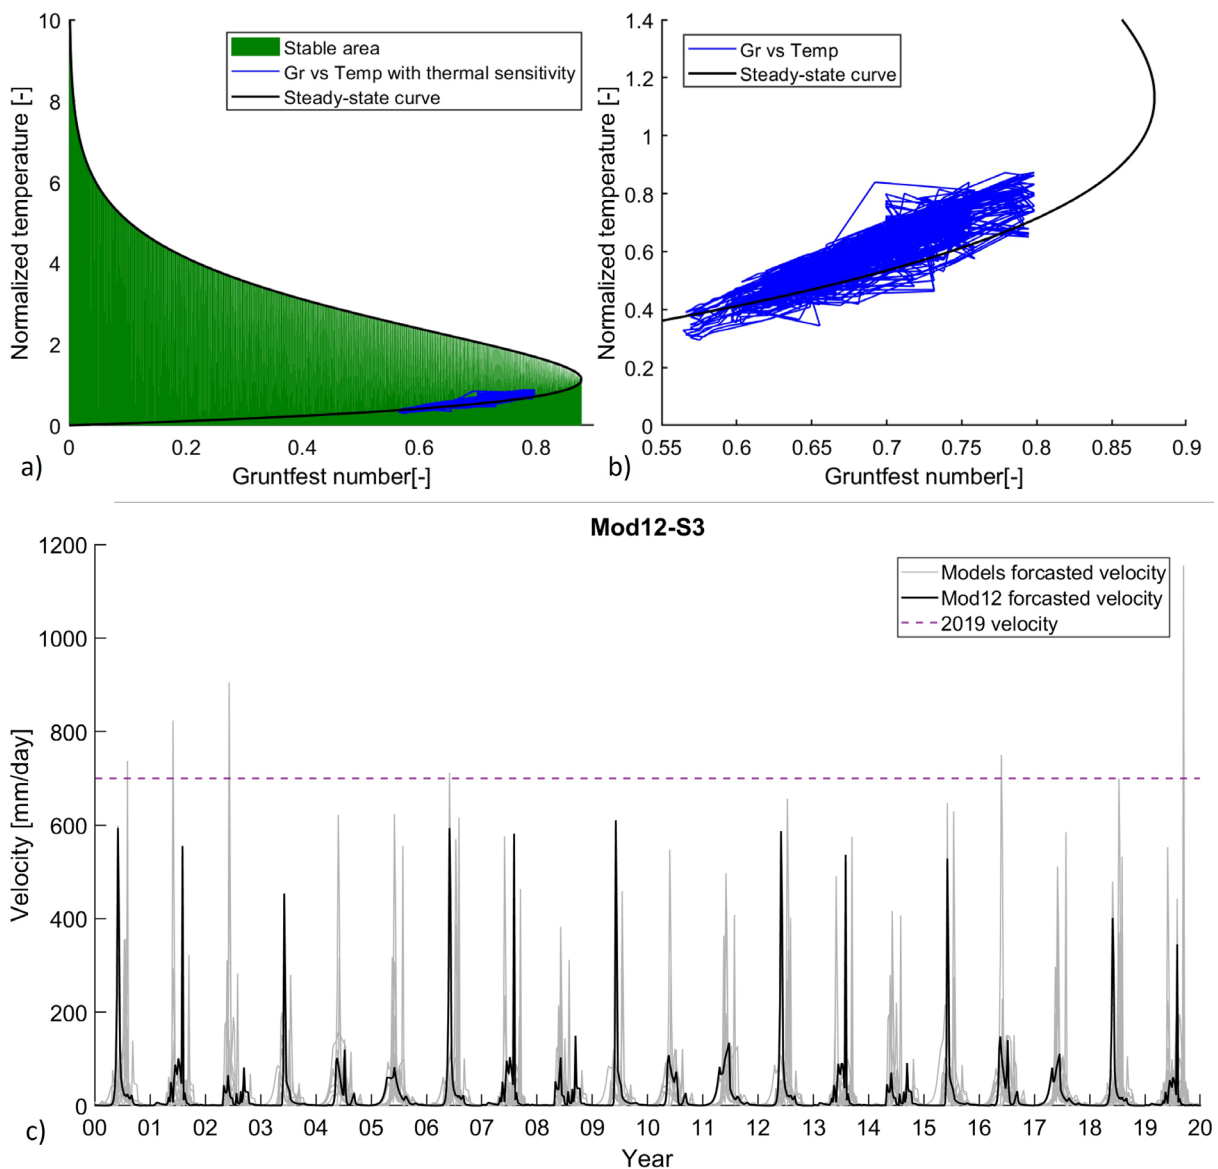 10
8
6
4
2
0
Normalized temperature [-]
Stable area
Gr vs Temp with thermal sensitivity
Steady-state curve
0
0.2
0.4
0.6
0.8
Gruntfest number[-]
a)
1.4
1.2
1
0.8
0.6
0.4
0.2
0
Normalized temperature [-]
Gr vs Temp
Steady-state curve
0.55
0.6
0.65
0.7
0.75
0.8
0.85
0.9
Gruntfest number[-]
b)
Mod12-S3
1200
1000
800
600
400
200
0
Velocity [mm/day]
Models forcasted velocity
Mod12 forcasted velocity
2019 velocity
00 01 02 03 04 05 06 07 08 09 10 11 12 13 14 15 16 17 18 19 20
Year
c)